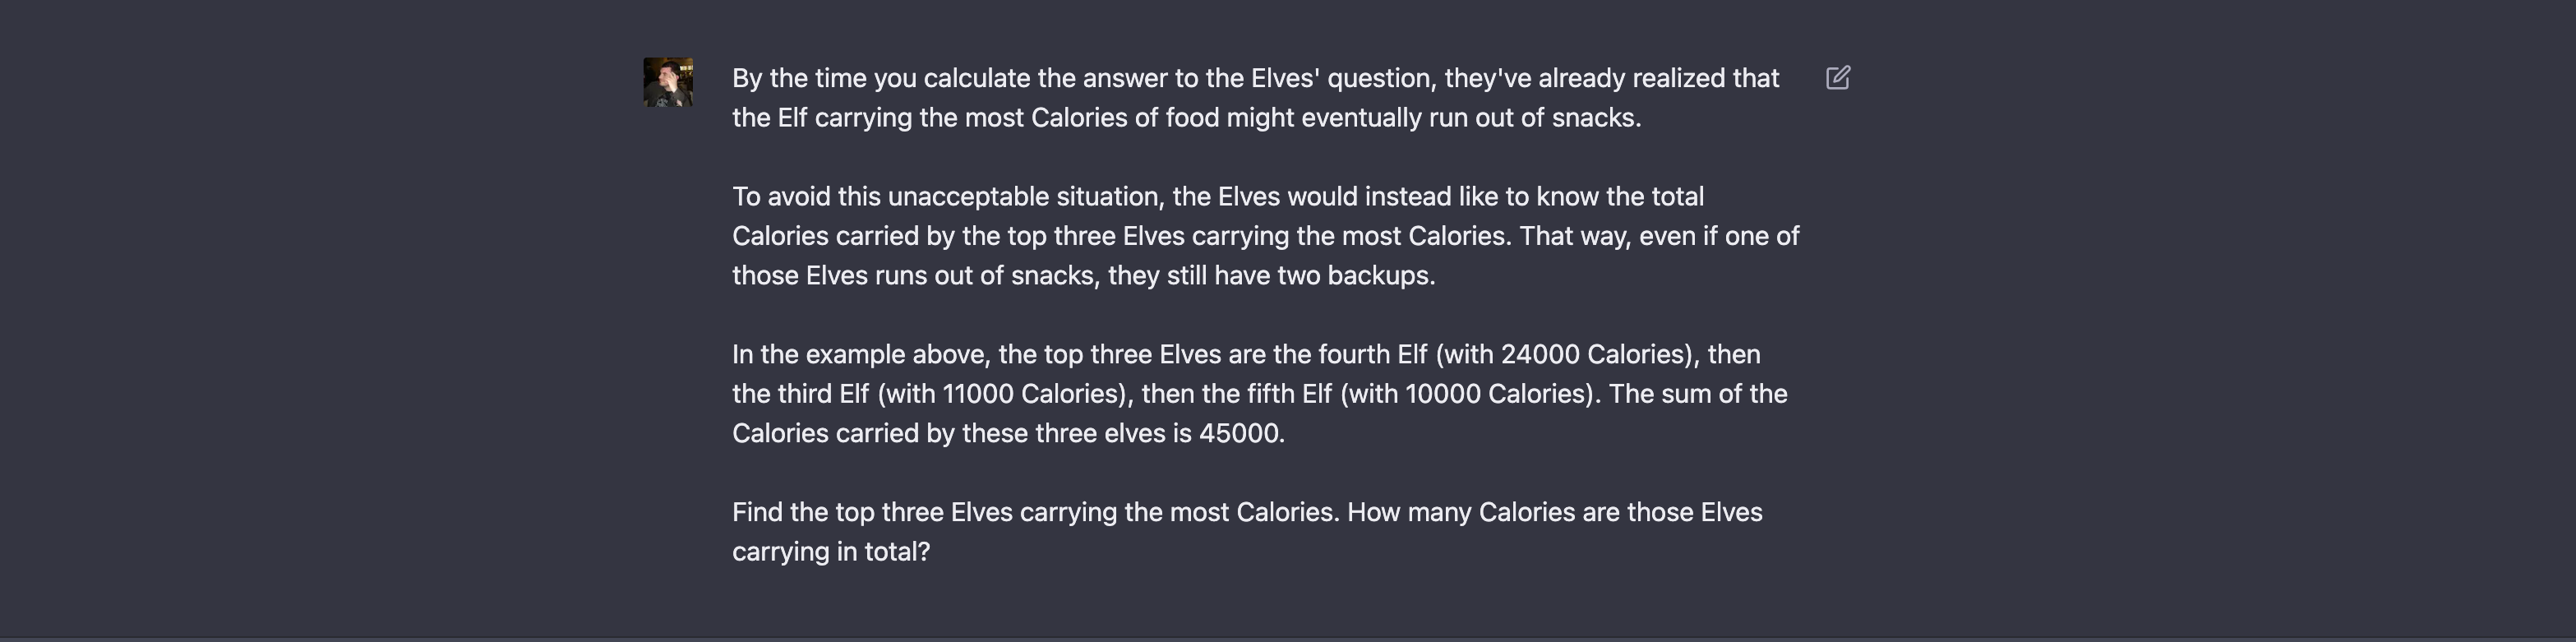 By the time you calculate the answer to the Elves' question, they've already realized that
the Elf carrying the most Calories of food might eventually run out of snacks.
To avoid this unacceptable situation, the Elves would instead like to know the total
Calories carried by the top three Elves carrying the most Calories. That way, even if one of
those Elves runs out of snacks, they still have two backups.
In the example above, the top three Elves are the fourth Elf (with 24000 Calories), then
the third Elf (with 11000 Calories), then the fifth Elf (with 10000 Calories). The sum of the
Calories carried by these three elves is 45000.
Find the top three Elves carrying the most Calories. How many Calories are those Elves
carrying in total?